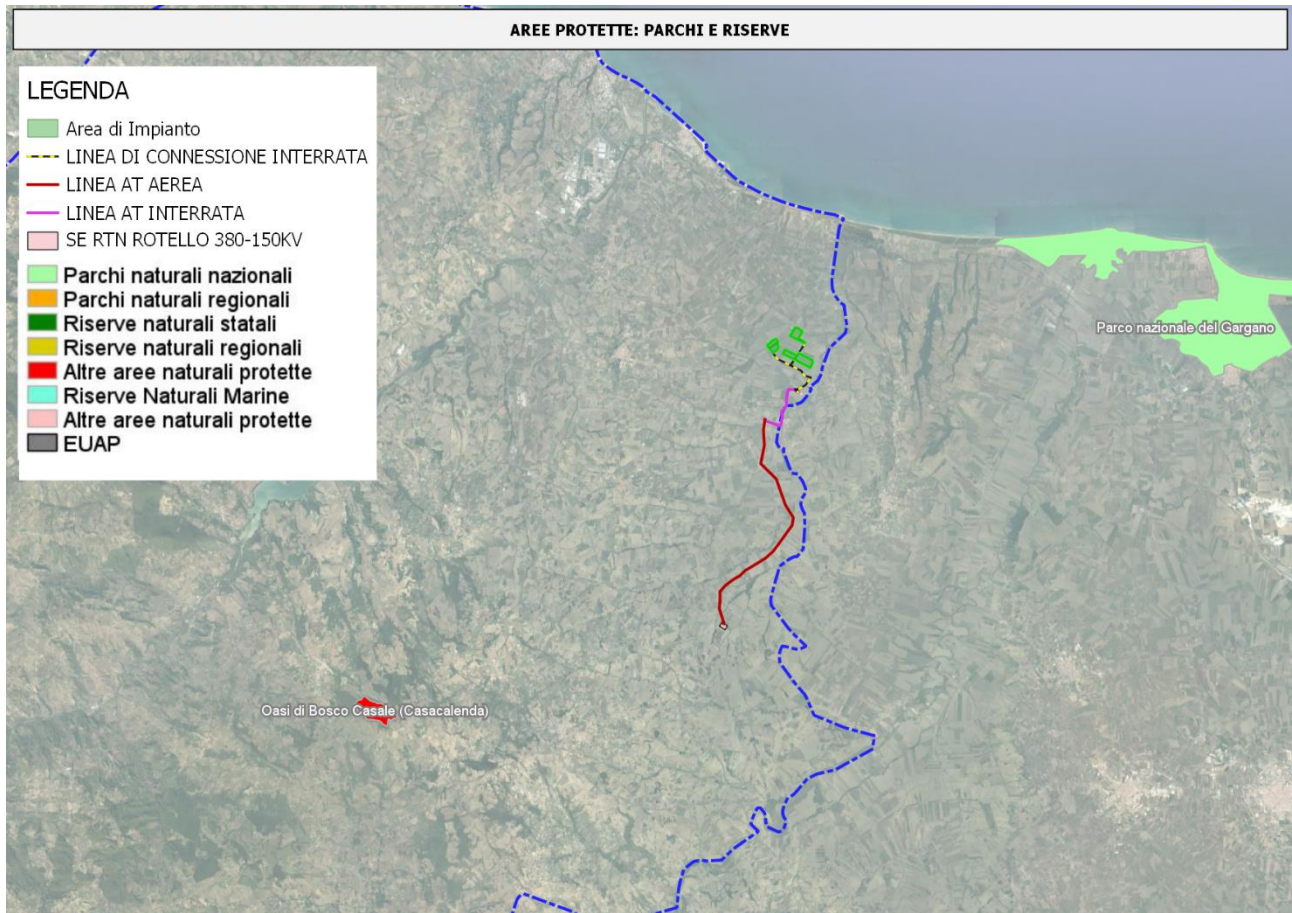 AREE PROTETTE: PARCHI E RISERVE
LEGENDA
Area di Impianto
LINEA DI CONNESSIONE INTERRATA
LINEA AT AEREA
LINEA AT INTERRATA
SE RTN ROTELLO 380-150KV
Parchi naturali nazionali
Parchi naturali regionali
Riserve naturali statali
Riserve naturali regionali
Altre aree naturali protette
Riserve Naturali Marine
Altre aree naturali protette
EUAP
Parco nazionale del Gargano
Oasi di Bosco Casale (Casacalenda)